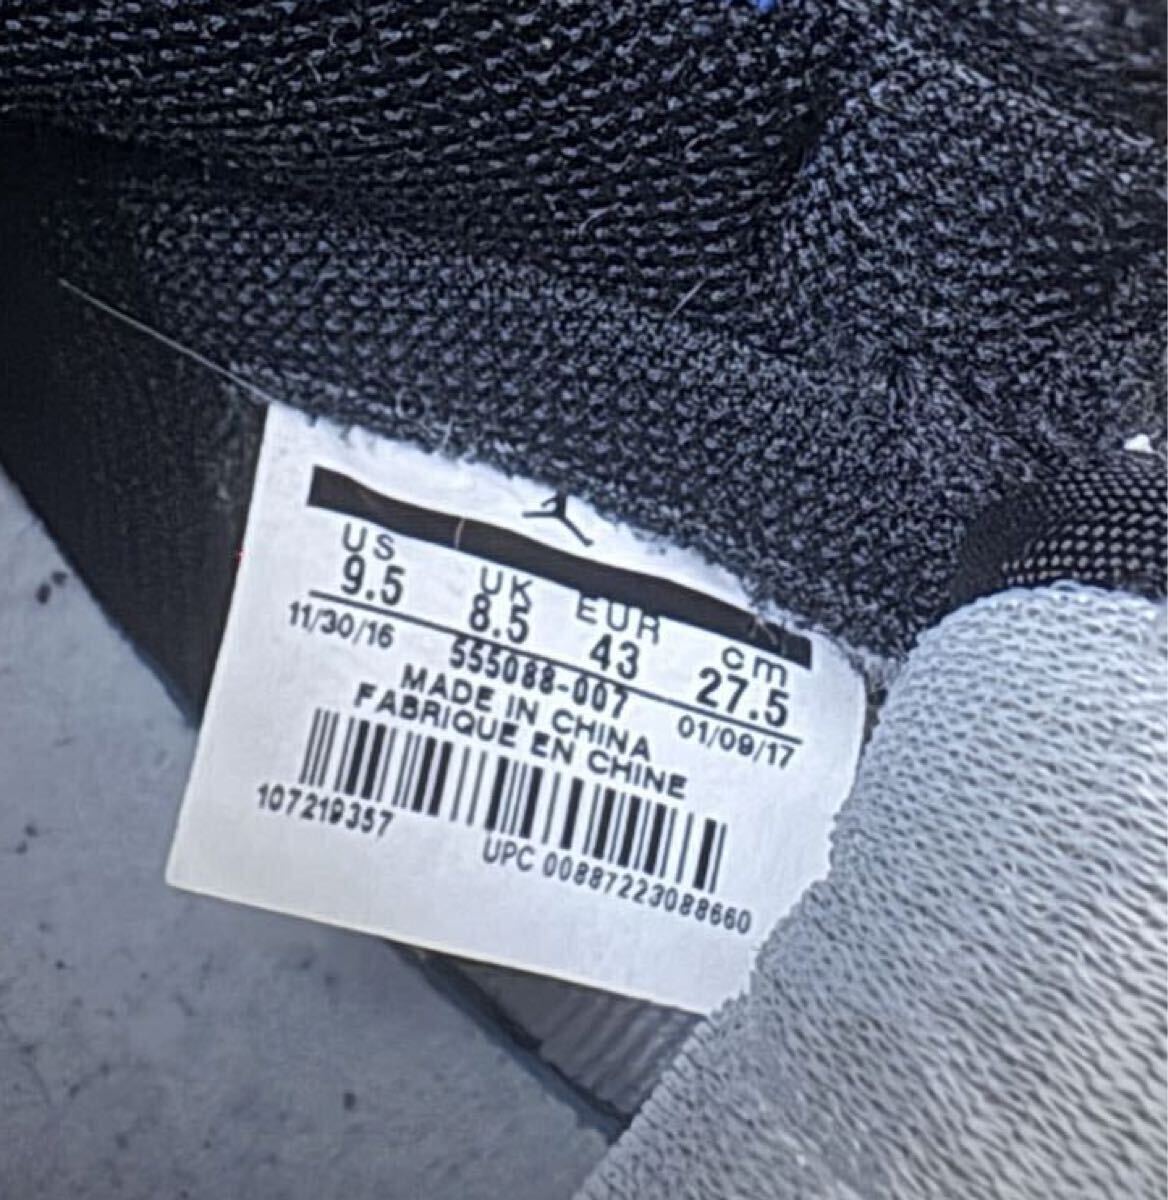 US UK EUR cm
9.5 8.5 43 27.5
11/30/16 555088-007 01/09/17
MADE IN CHINA
FABRIQUE EN CHINE
107219357
UPC 00887223088660